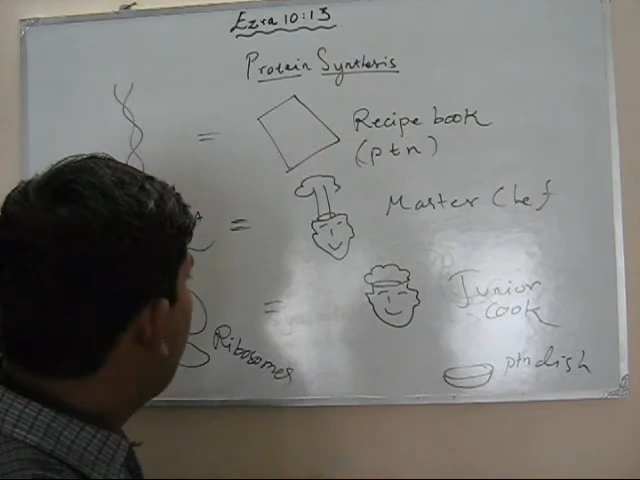 Ezra 10:13
Protein Synthesis
= Recipe book
(ptn)
= Master Chef
= Junior
cook
Ribosomes
ptn dish